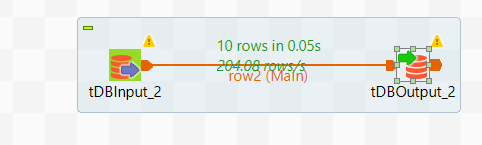 10 rows in 0.05s
204.08 rows/s
row2 (Main)
tDBInput_2
tDBOutput_2